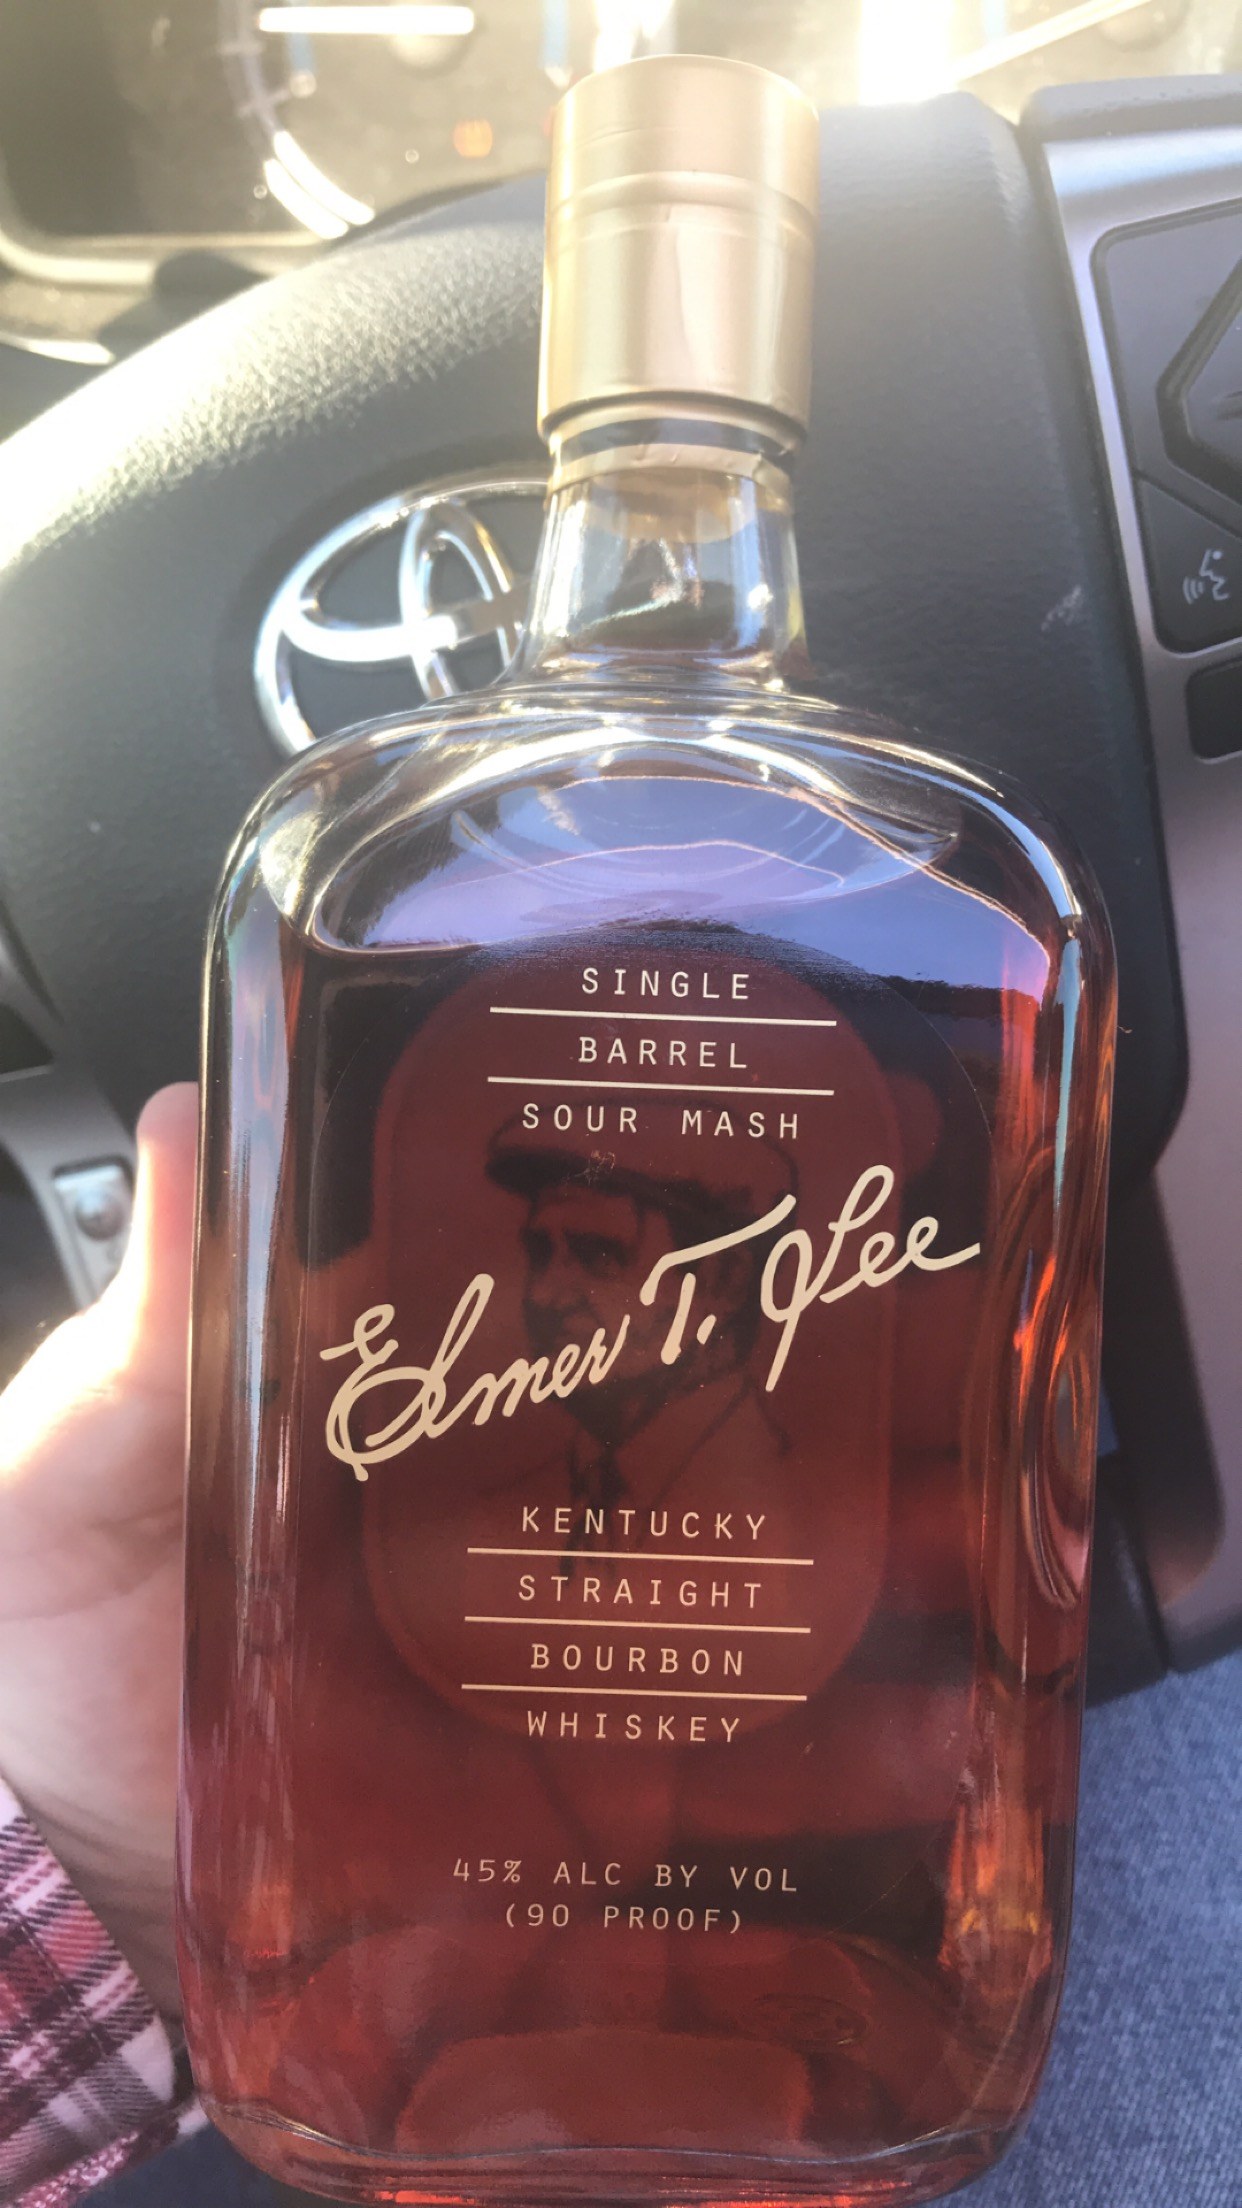 SINGLE
BARREL
SOUR MASH
Elmer T. Lee
KENTUCKY
STRAIGHT
BOURBON
WHISKEY
45% ALC BY VOL
(90 PROOF)